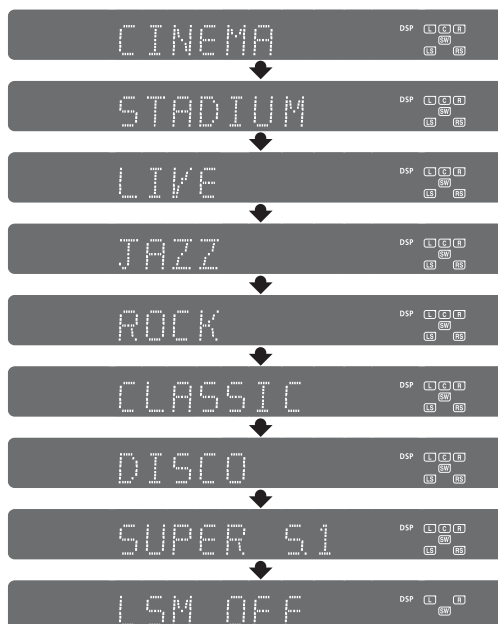 CINEMA DSP L C R
SW
LS RS
STADIUM DSP L C R
SW
LS RS
LIVE DSP L C R
SW
LS RS
JAZZ DSP L C R
SW
LS RS
ROCK DSP L C R
SW
LS RS
CLASSIC DSP L C R
SW
LS RS
DISCO DSP L C R
SW
LS RS
SUPER 5.1 DSP L C R
SW
LS RS
LSM OFF DSP L R
SW